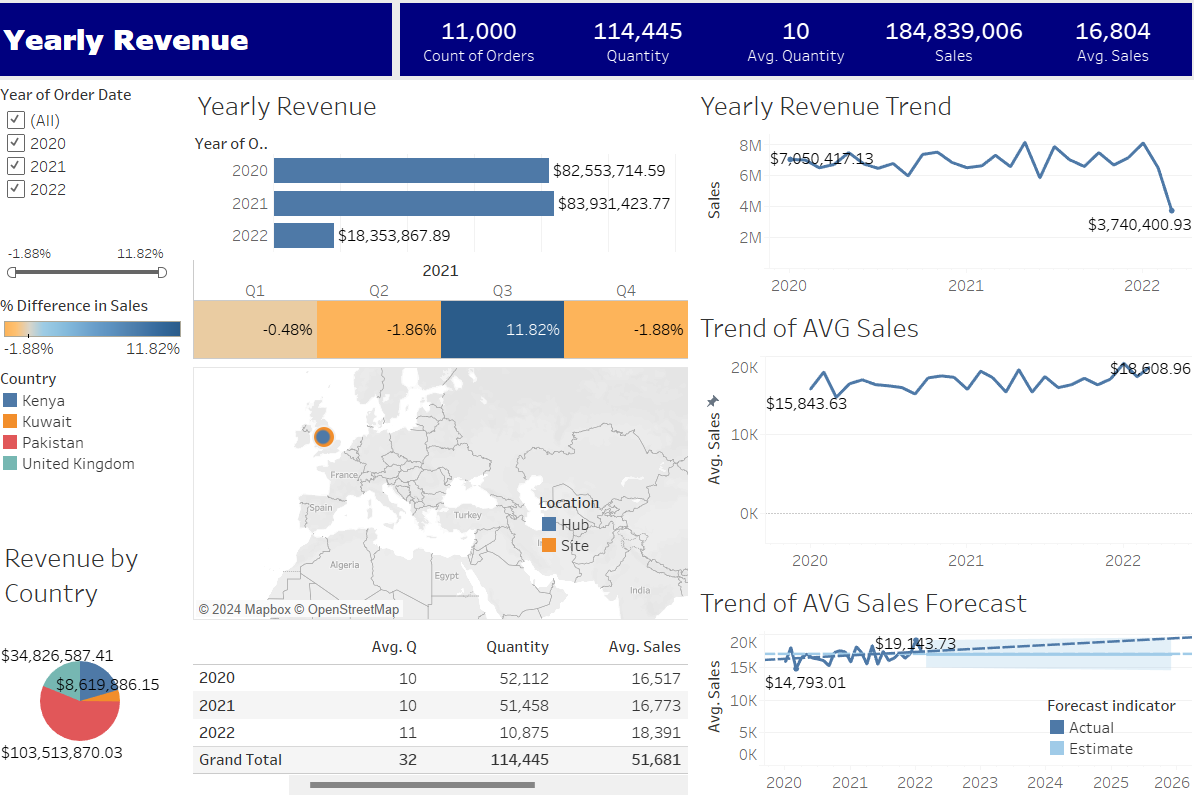 Yearly Revenue
11,000 114,445 10 184,839,006 16,804
Count of Orders Quantity Avg. Quantity Sales Avg. Sales
Year of Order Date
(All)
2020
2021
2022
-1.88% 11.82%
% Difference in Sales
-1.88% 11.82%
Country
Kenya
Kuwait
Pakistan
United Kingdom
Revenue by
Country
$34,826,587.41
$8,619,886.15
$103,513,870.03
Yearly Revenue
Year of O..
2020 $82,553,714.59
2021 $83,931,423.77
2022 $18,353,867.89
2021
Q1 Q2 Q3 Q4
-0.48% -1.86% 11.82% -1.88%
France
Spain
Turkey
Algeria
Egypt
India
Location
Hub
Site
© 2024 Mapbox © OpenStreetMap
Avg. Q Quantity Avg. Sales
2020 10 52,112 16,517
2021 10 51,458 16,773
2022 11 10,875 18,391
Grand Total 32 114,445 51,681
Yearly Revenue Trend
Sales
8M
6M
4M
2M
$7,050,417.13
$3,740,400.93
2020 2021 2022
Trend of AVG Sales
Avg. Sales
20K
10K
0K
$18,608.96
$15,843.63
2020 2021 2022
Trend of AVG Sales Forecast
Avg. Sales
20K
15K
10K
5K
0K
$19,143.73
$14,793.01
Forecast indicator
Actual
Estimate
2020 2021 2022 2023 2024 2025 2026